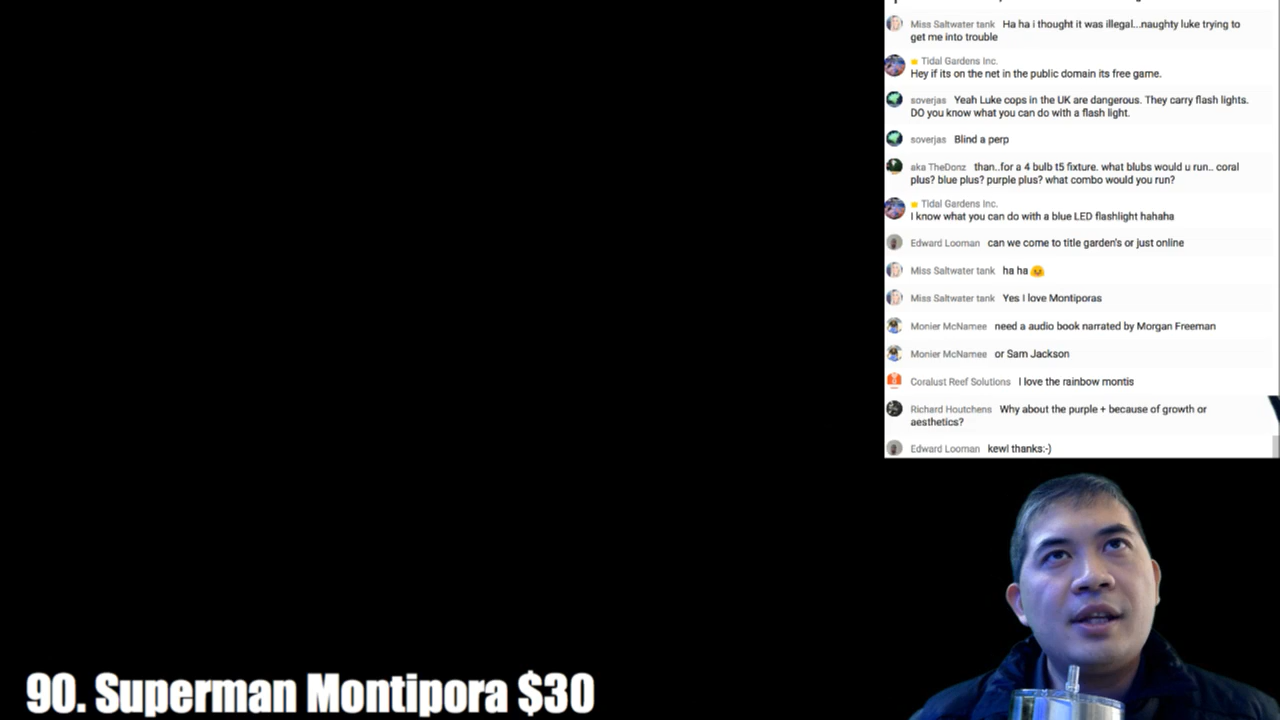 Miss Saltwater tank Ha ha i thought it was illegal...naughty luke trying to
get me into trouble
Tidal Gardens Inc.
Hey if its on the net in the public domain its free game.
soverjas Yeah Luke cops in the UK are dangerous. They carry flash lights.
DO you know what you can do with a flash light.
soverjas Blind a perp
aka TheDonz than..for a 4 bulb t5 fixture. what blubs would u run.. coral
plus? blue plus? purple plus? what combo would you run?
Tidal Gardens Inc.
I know what you can do with a blue LED flashlight hahaha
Edward Looman can we come to title garden's or just online
Miss Saltwater tank ha ha
Miss Saltwater tank Yes I love Montiporas
Monier McNamee need a audio book narrated by Morgan Freeman
Monier McNamee or Sam Jackson
Coralust Reef Solutions I love the rainbow montis
Richard Houtchens Why about the purple + because of growth or
aesthetics?
Edward Looman kewl thanks:-)
90. Superman Montipora $30